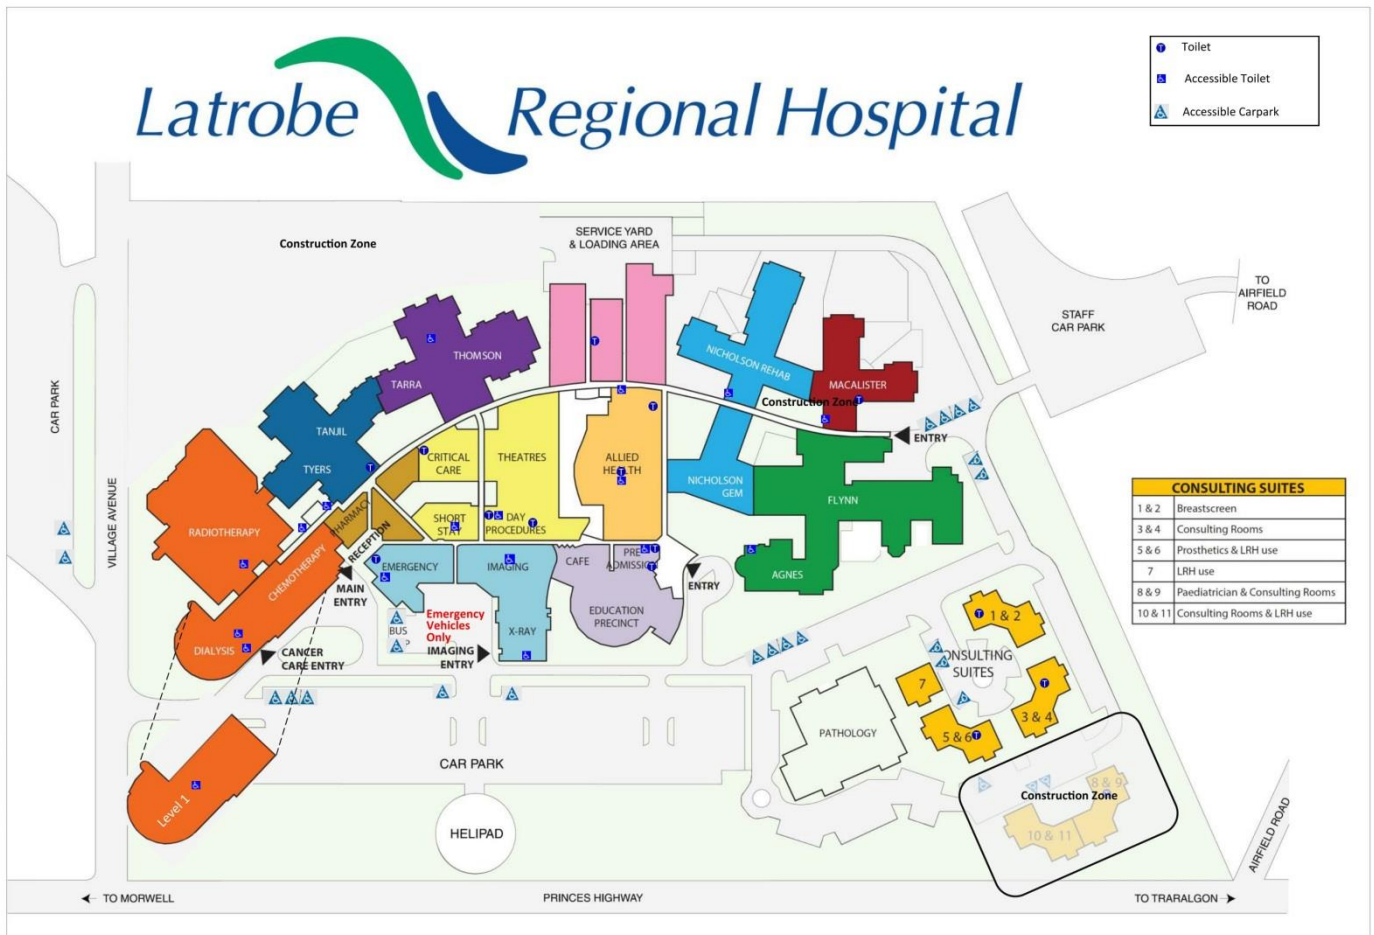 Latrobe Regional Hospital
Toilet
Accessible Toilet
Accessible Carpark
Construction Zone
SERVICE YARD
& LOADING AREA
TO
AIRFIELD
ROAD
STAFF
CAR PARK
CAR PARK
VILLAGE AVENUE
THOMSON
TARRA
TANJIL
TYERS
NICHOLSON REHAB
MACALISTER
Construction Zone
ENTRY
CRITICAL
CARE
THEATRES
ALLIED
HEALTH
NICHOLSON
GEM
FLYNN
AGNES
RADIOTHERAPY
PHARMACY
RECEPTION
SHORT
STAY
DAY
PROCEDURES
CHEMOTHERAPY
MAIN
ENTRY
EMERGENCY
IMAGING
CAFE
PRE
ADMISSION
ENTRY
EDUCATION
PRECINCT
BUS
Emergency
Vehicles
Only
IMAGING
ENTRY
X-RAY
DIALYSIS
CANCER
CARE ENTRY
Level 1
CAR PARK
HELIPAD
PATHOLOGY
CONSULTING SUITES
1 & 2 Breastscreen
3 & 4 Consulting Rooms
5 & 6 Prosthetics & LRH use
7 LRH use
8 & 9 Paediatrician & Consulting Rooms
10 & 11 Consulting Rooms & LRH use
1 & 2
CONSULTING
SUITES
7
3 & 4
5 & 6
8 & 9
Construction Zone
10 & 11
AIRFIELD ROAD
TO MORWELL
PRINCES HIGHWAY
TO TRARALGON